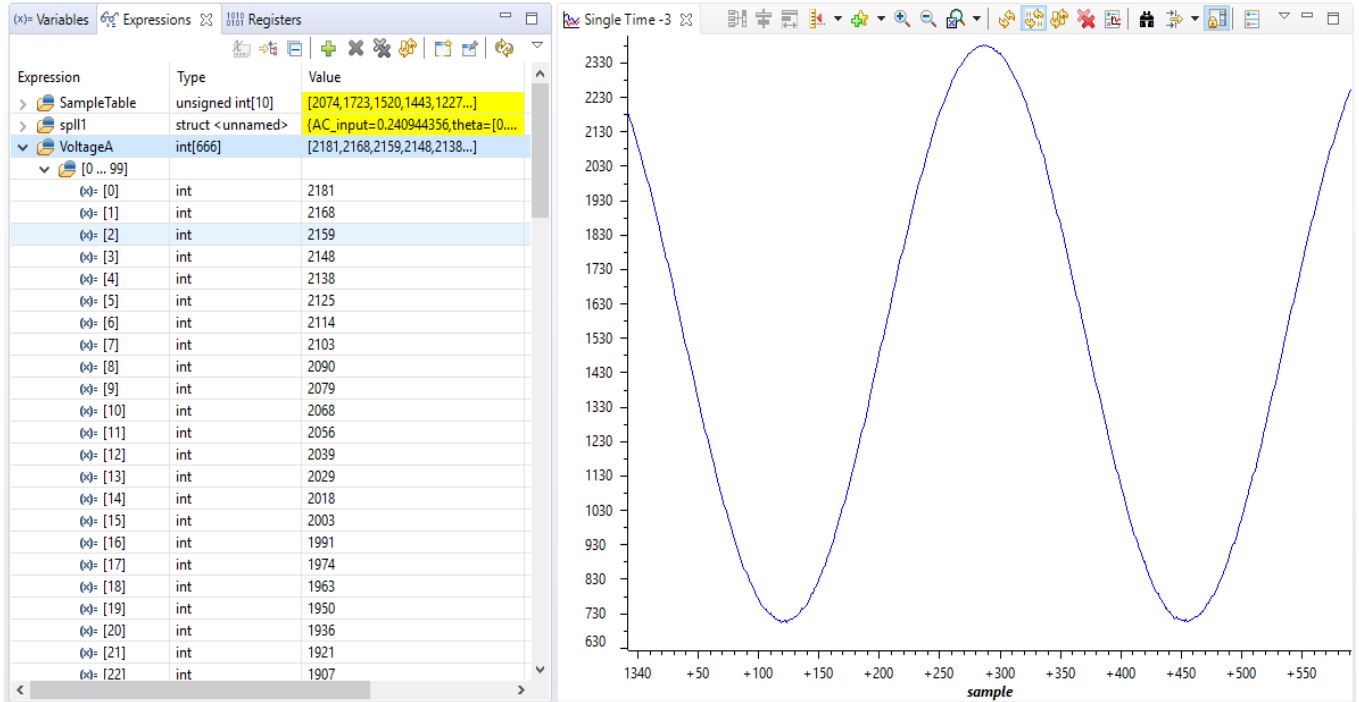 (x)= Variables Expressions 1010 0101 Registers
Expression Type Value
SampleTable unsigned int[10] [2074,1723,1520,1443,1227...]
spll1 struct <unnamed> {AC_input=0.240944356,theta=[0....
VoltageA int[666] [2181,2168,2159,2148,2138...]
[0 ... 99]
(x)= [0] int 2181
(x)= [1] int 2168
(x)= [2] int 2159
(x)= [3] int 2148
(x)= [4] int 2138
(x)= [5] int 2125
(x)= [6] int 2114
(x)= [7] int 2103
(x)= [8] int 2090
(x)= [9] int 2079
(x)= [10] int 2068
(x)= [11] int 2056
(x)= [12] int 2039
(x)= [13] int 2029
(x)= [14] int 2018
(x)= [15] int 2003
(x)= [16] int 1991
(x)= [17] int 1974
(x)= [18] int 1963
(x)= [19] int 1950
(x)= [20] int 1936
(x)= [21] int 1921
(x)= [22] int 1907
Single Time -3
2330
2230
2130
2030
1930
1830
1730
1630
1530
1430
1330
1230
1130
1030
930
830
730
630
1340 +50 +100 +150 +200 +250 +300 +350 +400 +450 +500 +550
sample